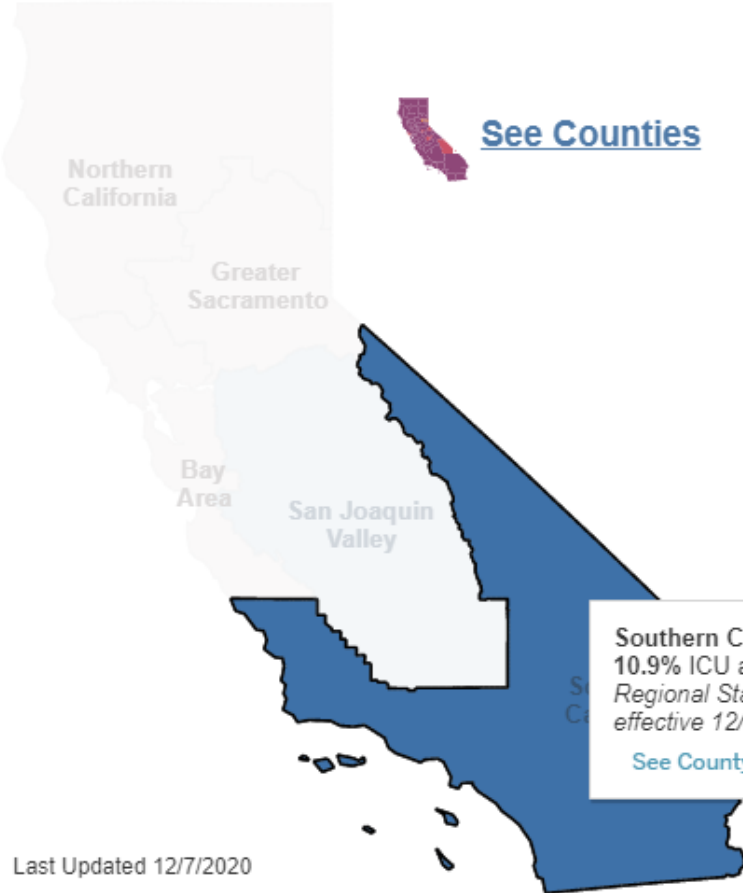 See Counties
Northern
California
Greater
Sacramento
Bay
Area
San Joaquin
Valley
Southern C
10.9% ICU a
Regional Sta
effective 12/
See County
Last Updated 12/7/2020